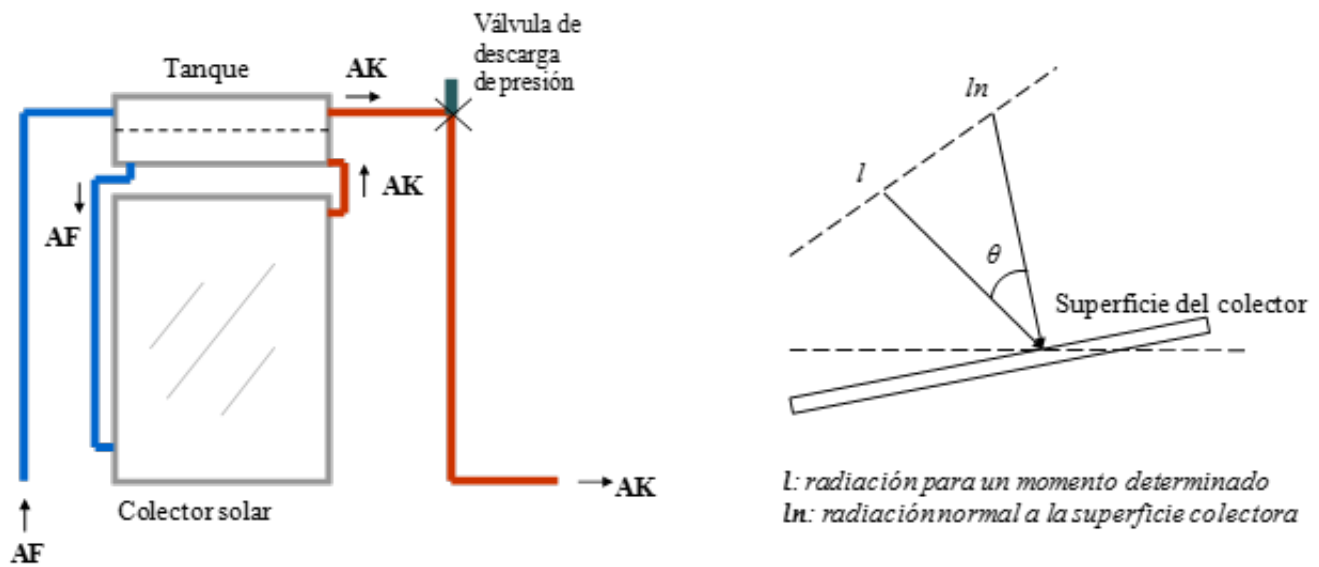 Tanque
AK
Válvula de
descarga
de presión
AK
AF
Colector solar
AF
AK
ln
l
θ
Superficie del colector
l: radiación para un momento determinado
ln: radiación normal a la superficie colectora